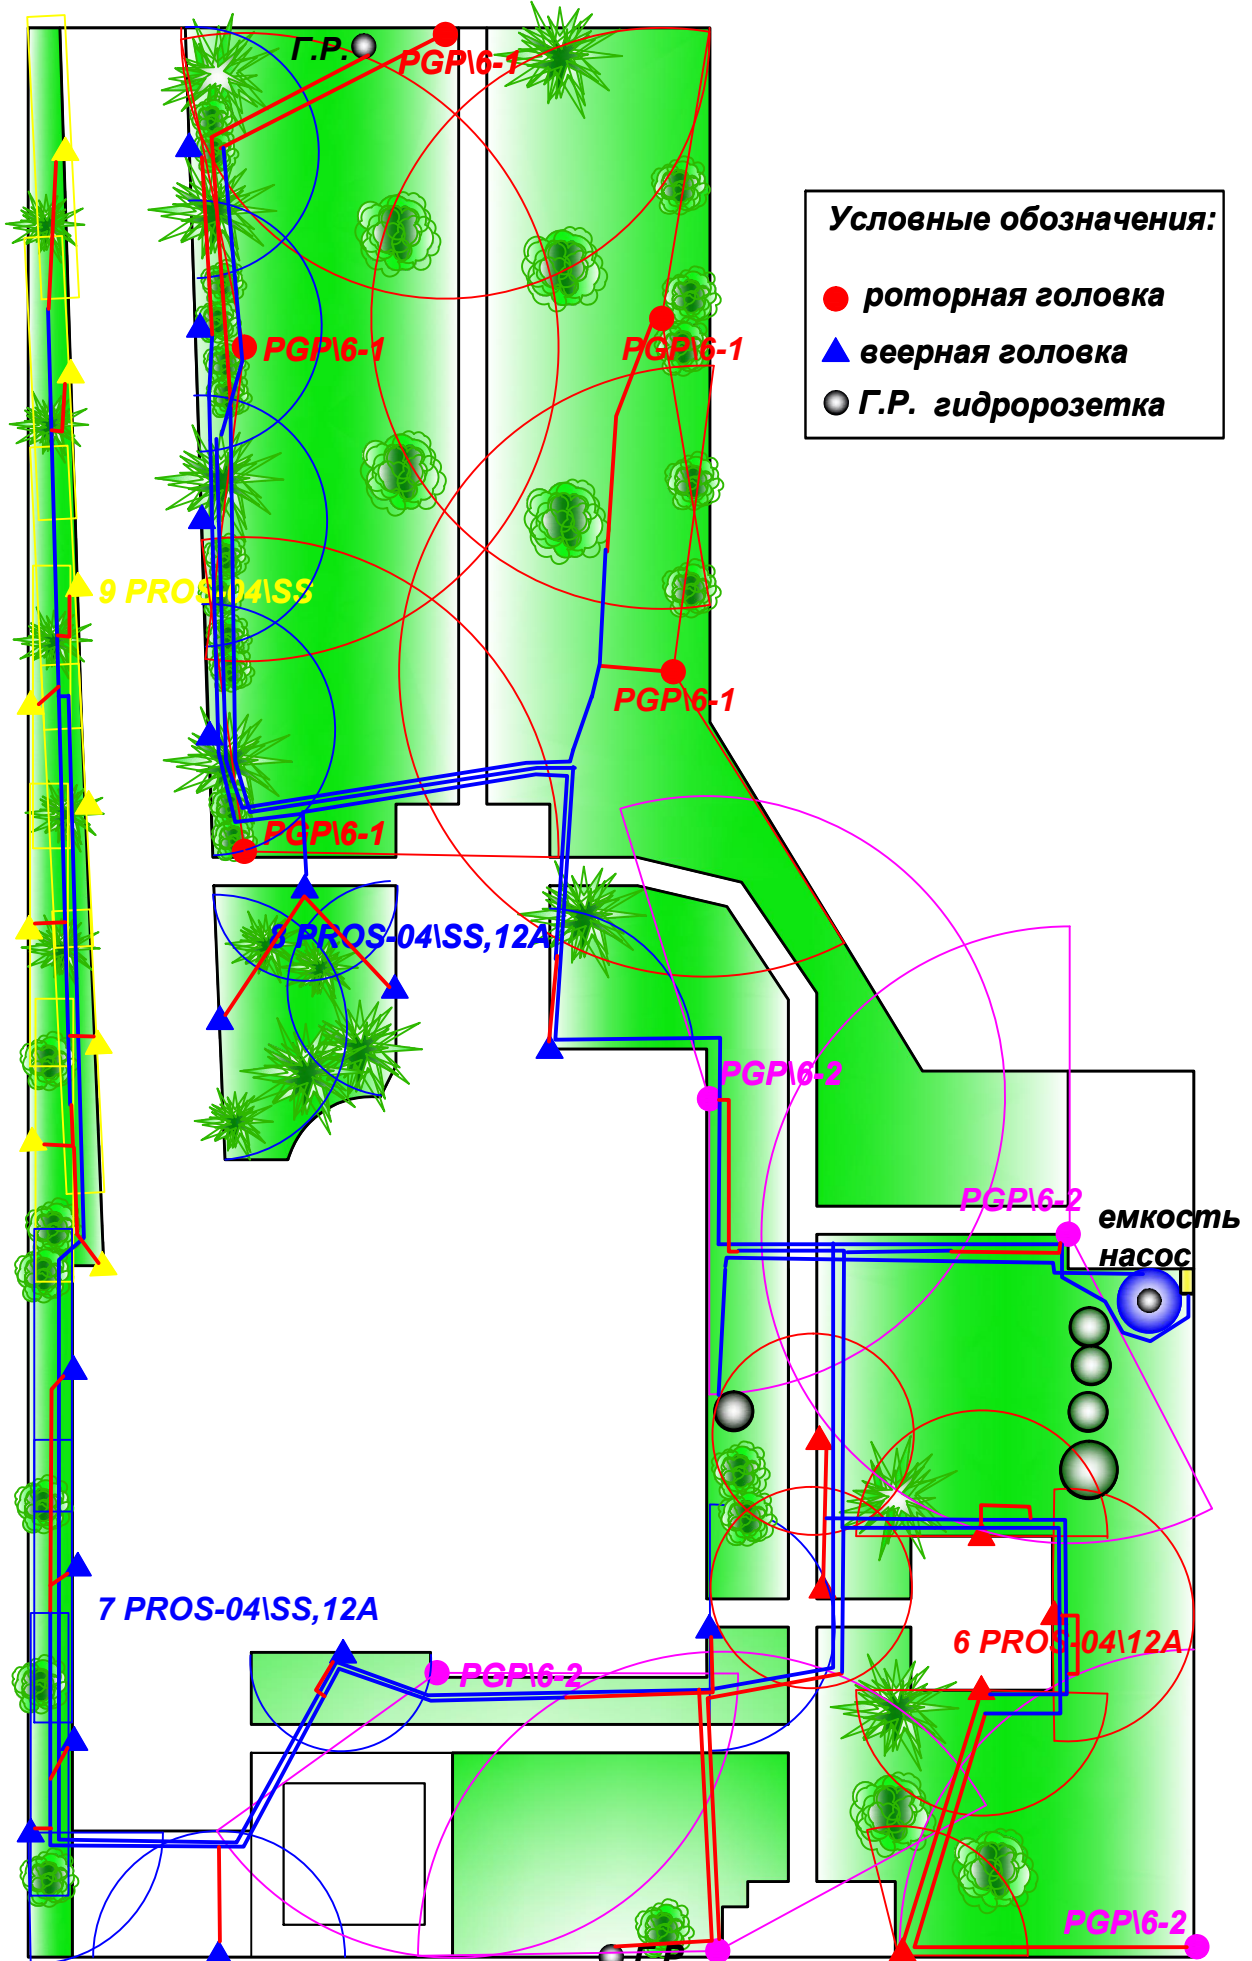 Г.Р.
PGP\6-1
Условные обозначения:
роторная головка
веерная головка
Г.Р. гидророзетка
PGP\6-1
PGP\6-1
9 PROS-04\SS
PGP\6-1
PGP\6-1
8 PROS-04\SS,12A
PGP\6-2
PGP\6-2
емкость
насос
7 PROS-04\SS,12A
6 PROS-04\12A
PGP\6-2
PGP\6-2
Г.Р.